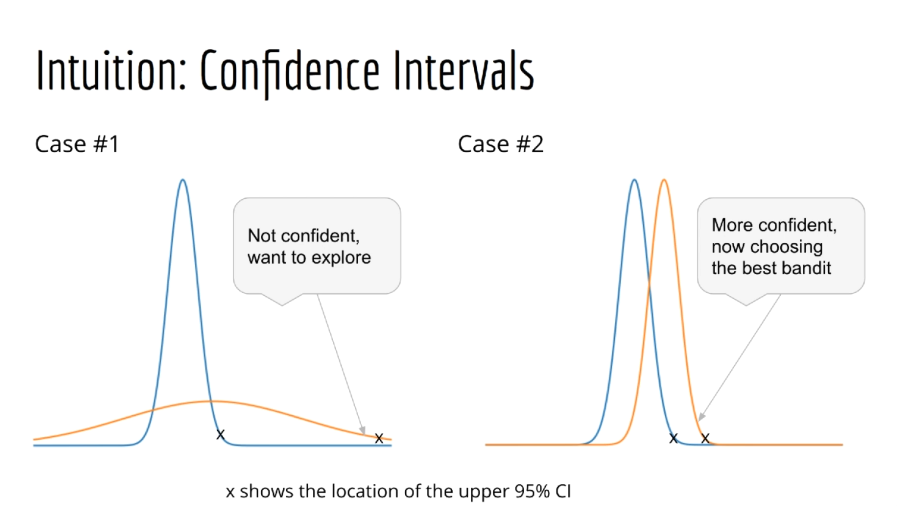 Intuition: Confidence Intervals
Case #1
Case #2
Not confident,
want to explore
More confident,
now choosing
the best bandit
x
x
x
x
x shows the location of the upper 95% CI